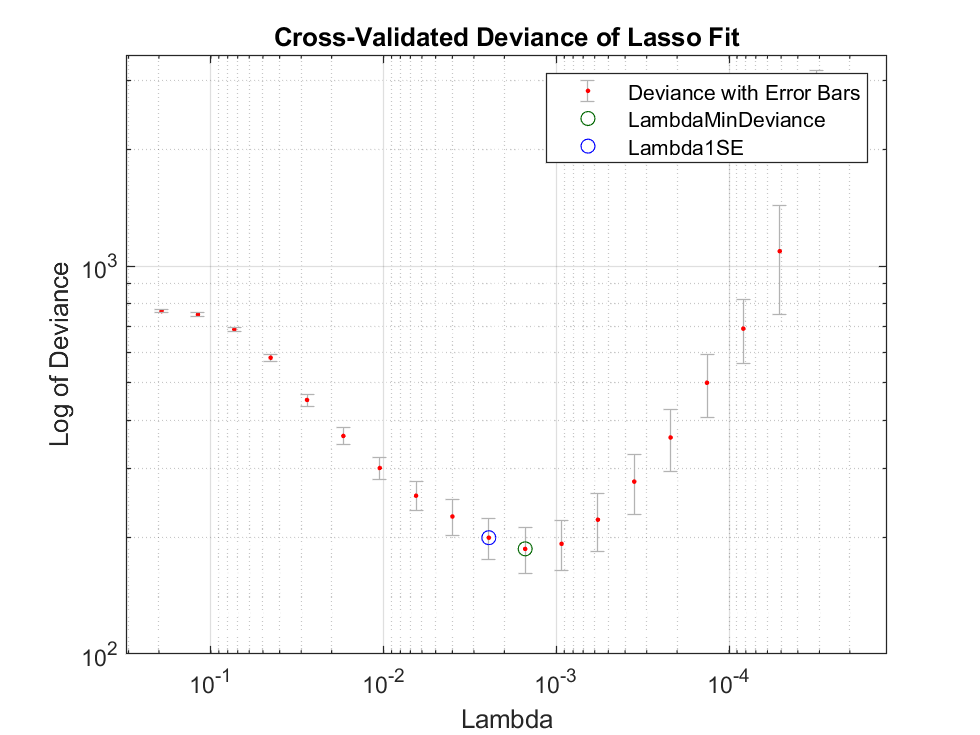 Cross-Validated Deviance of Lasso Fit
Deviance with Error Bars
LambdaMinDeviance
Lambda1SE
Log of Deviance
10^3
10^2
10^-1
10^-2
10^-3
10^-4
Lambda